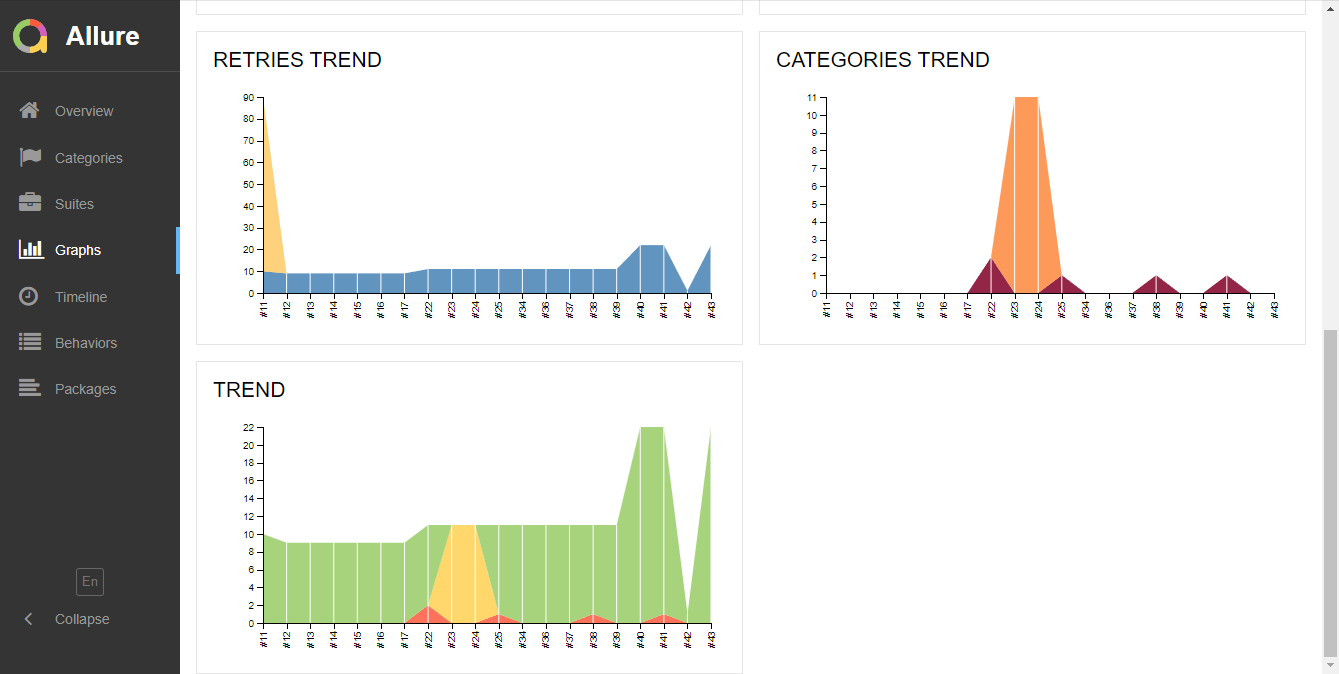 Allure
Overview
Categories
Suites
Graphs
Timeline
Behaviors
Packages
En
Collapse
RETRIES TREND
90
80
70
60
50
40
30
20
10
0
#11 #12 #13 #14 #15 #16 #17 #22 #23 #24 #25 #34 #36 #37 #38 #39 #40 #41 #42 #43
CATEGORIES TREND
11
10
9
8
7
6
5
4
3
2
1
0
#11 #12 #13 #14 #15 #16 #17 #22 #23 #24 #25 #34 #36 #37 #38 #39 #40 #41 #42 #43
TREND
22
20
18
16
14
12
10
8
6
4
2
0
#11 #12 #13 #14 #15 #16 #17 #22 #23 #24 #25 #34 #36 #37 #38 #39 #40 #41 #42 #43